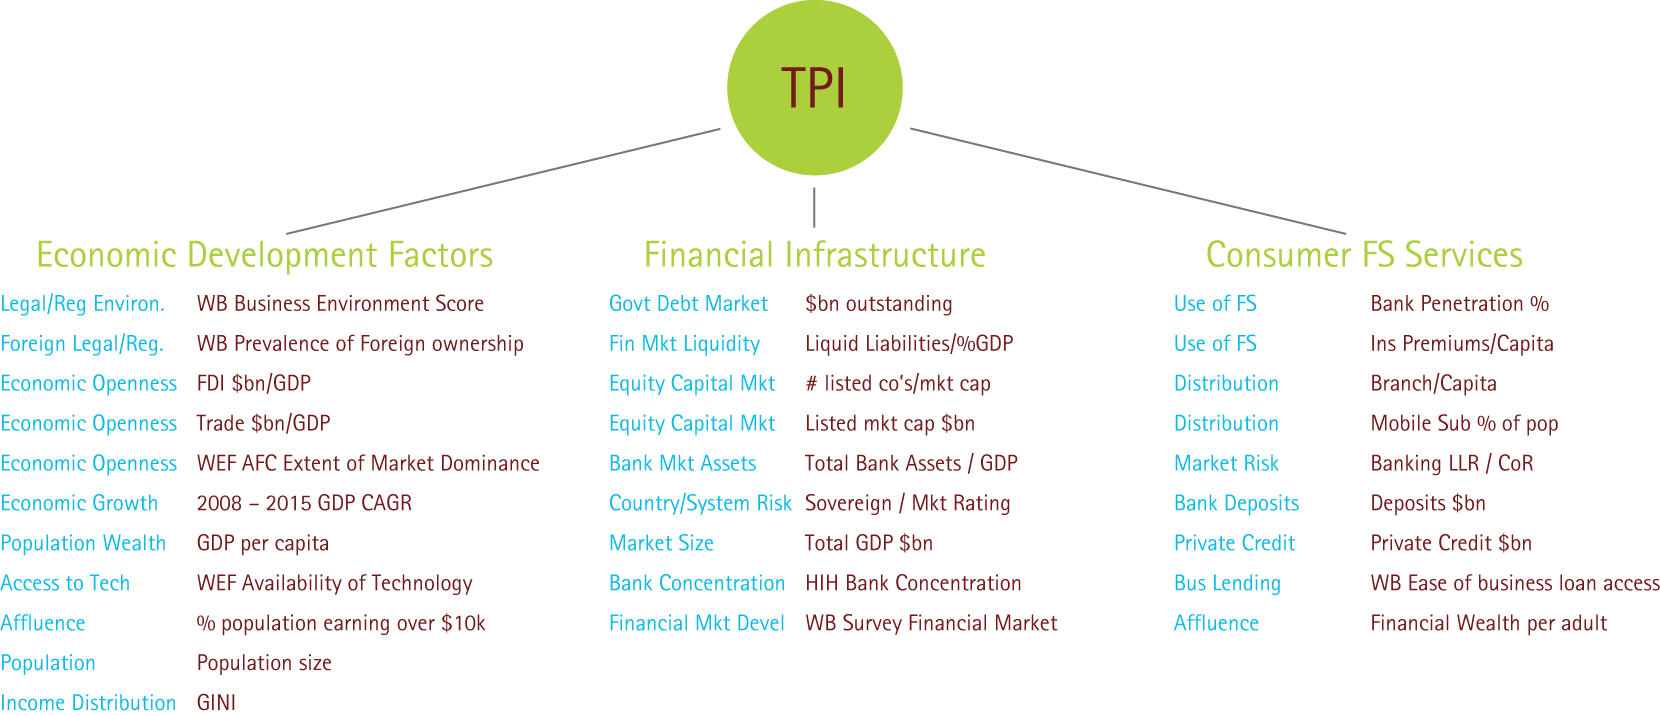 TPI
Economic Development Factors
Legal/Reg Environ. WB Business Environment Score
Foreign Legal/Reg. WB Prevalence of Foreign ownership
Economic Openness FDI $bn/GDP
Economic Openness Trade $bn/GDP
Economic Openness WEF AFC Extent of Market Dominance
Economic Growth 2008 – 2015 GDP CAGR
Population Wealth GDP per capita
Access to Tech WEF Availability of Technology
Affluence % population earning over $10k
Population Population size
Income Distribution GINI
Financial Infrastructure
Govt Debt Market $bn outstanding
Fin Mkt Liquidity Liquid Liabilities/%GDP
Equity Capital Mkt # listed co's/mkt cap
Equity Capital Mkt Listed mkt cap $bn
Bank Mkt Assets Total Bank Assets / GDP
Country/System Risk Sovereign / Mkt Rating
Market Size Total GDP $bn
Bank Concentration HIH Bank Concentration
Financial Mkt Devel WB Survey Financial Market
Consumer FS Services
Use of FS Bank Penetration %
Use of FS Ins Premiums/Capita
Distribution Branch/Capita
Distribution Mobile Sub % of pop
Market Risk Banking LLR / CoR
Bank Deposits Deposits $bn
Private Credit Private Credit $bn
Bus Lending WB Ease of business loan access
Affluence Financial Wealth per adult